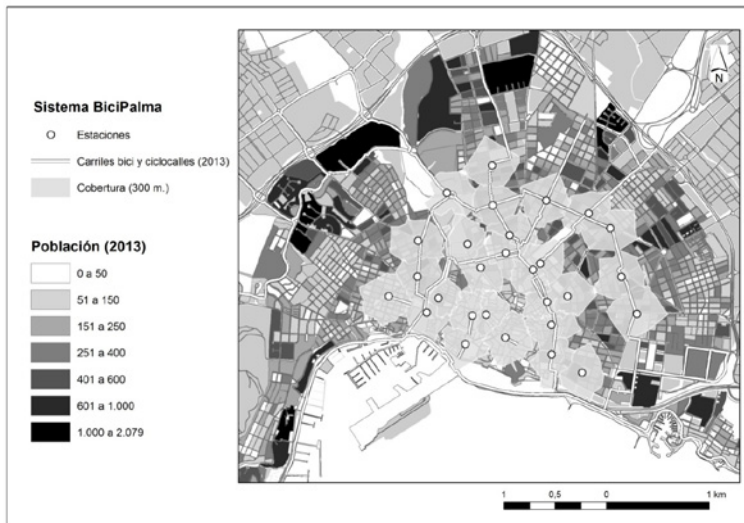 Sistema BiciPalma
Estaciones
Carriles bici y ciclocalles (2013)
Cobertura (300 m.)
Población (2013)
0 a 50
51 a 150
151 a 250
251 a 400
401 a 600
601 a 1.000
1.000 a 2.079
N
1 0,5 0 1 km